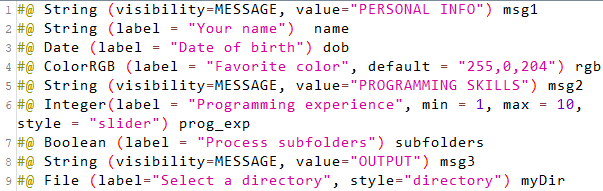 1 #@ String (visibility=MESSAGE, value="PERSONAL INFO") msg1
2 #@ String (label = "Your name")  name
3 #@ Date (label = "Date of birth") dob
4 #@ ColorRGB (label = "Favorite color", default = "255,0,204") rgb
5 #@ String (visibility=MESSAGE, value="PROGRAMMING SKILLS") msg2
6 #@ Integer(label = "Programming experience", min = 1, max = 10,
style = "slider") prog_exp
7 #@ Boolean (label = "Process subfolders") subfolders
8 #@ String (visibility=MESSAGE, value="OUTPUT") msg3
9 #@ File (label="Select a directory", style="directory") myDir